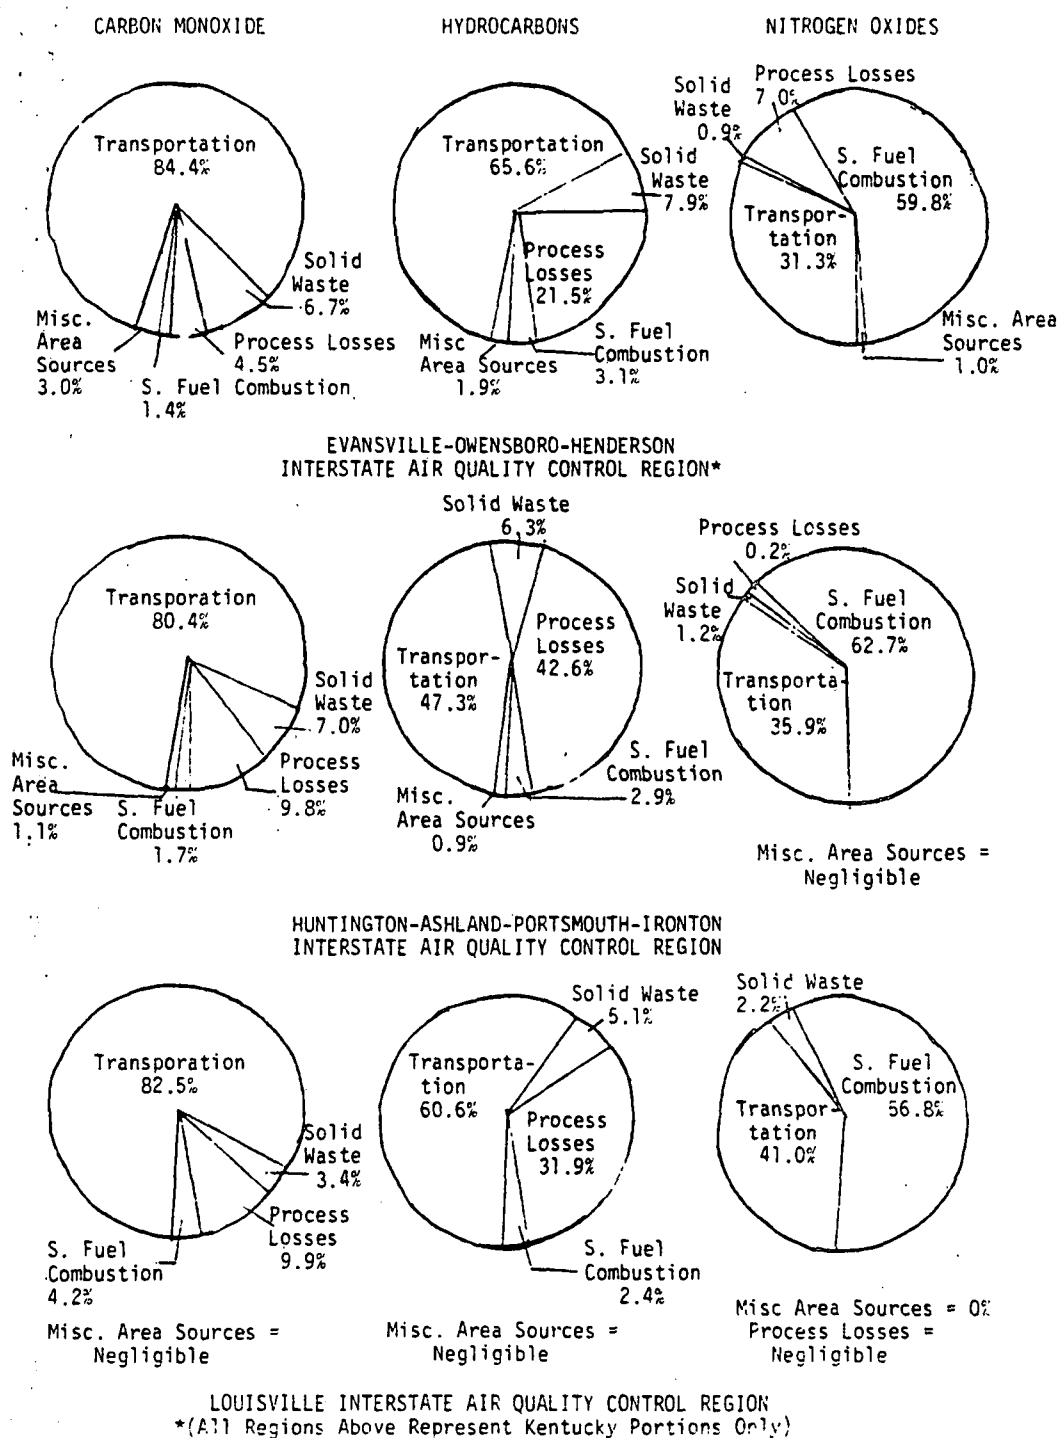 CARBON MONOXIDE
HYDROCARBONS
NITROGEN OXIDES
Transportation
84.4%
Solid
Waste
6.7%
Process Losses
4.5%
S. Fuel Combustion
1.4%
Misc.
Area
Sources
3.0%
Transportation
65.6%
Solid
Waste
7.9%
Process
Losses
21.5%
S. Fuel
Combustion
3.1%
Misc
Area Sources
1.9%
Process Losses
7.0%
Solid
Waste
0.9%
S. Fuel
Combustion
59.8%
Transpor-
tation
31.3%
Misc. Area
Sources
1.0%
EVANSVILLE-OWENSBORO-HENDERSON
INTERSTATE AIR QUALITY CONTROL REGION*
Transporation
80.4%
Solid
Waste
7.0%
Process
Losses
9.8%
S. Fuel
Combustion
1.7%
Misc.
Area
Sources
1.1%
Solid Waste
6.3%
Process
Losses
42.6%
Transpor-
tation
47.3%
S. Fuel
Combustion
2.9%
Misc.
Area Sources
0.9%
Process Losses
0.2%
Solid
Waste
1.2%
S. Fuel
Combustion
62.7%
Transporta-
tion
35.9%
Misc. Area Sources =
Negligible
HUNTINGTON-ASHLAND-PORTSMOUTH-IRONTON
INTERSTATE AIR QUALITY CONTROL REGION
Transporation
82.5%
Solid
Waste
3.4%
Process
Losses
9.9%
S. Fuel
Combustion
4.2%
Misc. Area Sources =
Negligible
Solid Waste
5.1%
Transporta-
tion
60.6%
Process
Losses
31.9%
S. Fuel
Combustion
2.4%
Misc. Area Sources =
Negligible
Solid Waste
2.2%
S. Fuel
Combustion
56.8%
Transpor-
tation
41.0%
Misc Area Sources = 0%
Process Losses =
Negligible
LOUISVILLE INTERSTATE AIR QUALITY CONTROL REGION
*(All Regions Above Represent Kentucky Portions Only)